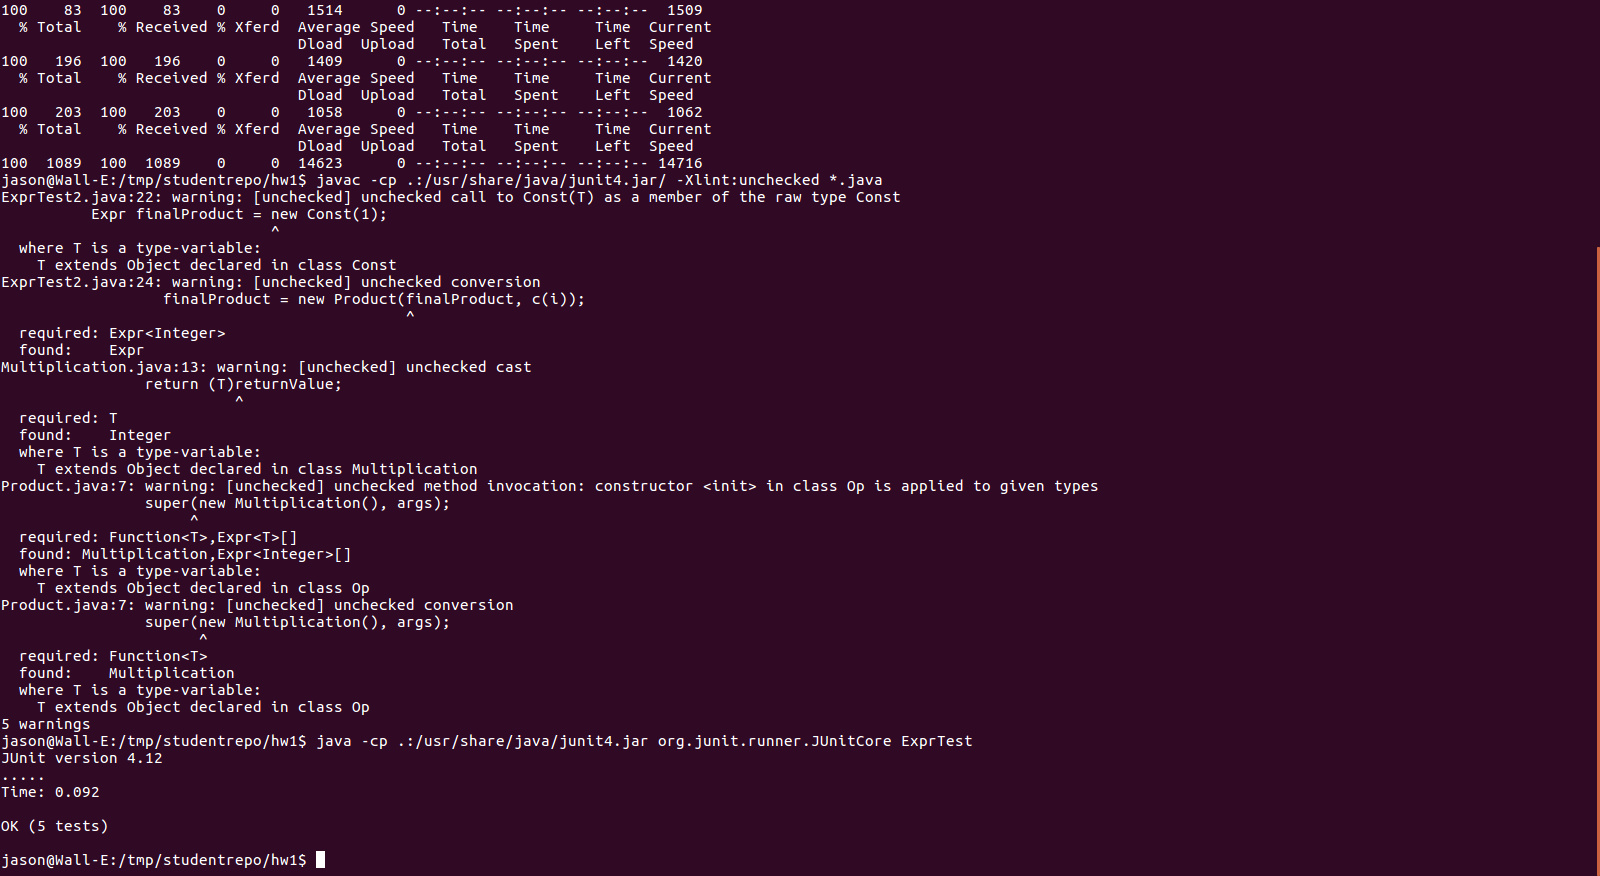 100    83  100    83    0     0   1514      0 --:--:-- --:--:-- --:--:--  1509
  % Total    % Received % Xferd  Average Speed   Time    Time     Time  Current
                                 Dload  Upload   Total   Spent    Left  Speed
100   196  100   196    0     0   1409      0 --:--:-- --:--:-- --:--:--  1420
  % Total    % Received % Xferd  Average Speed   Time    Time     Time  Current
                                 Dload  Upload   Total   Spent    Left  Speed
100   203  100   203    0     0   1058      0 --:--:-- --:--:-- --:--:--  1062
  % Total    % Received % Xferd  Average Speed   Time    Time     Time  Current
                                 Dload  Upload   Total   Spent    Left  Speed
100  1089  100  1089    0     0  14623      0 --:--:-- --:--:-- --:--:-- 14716
jason@Wall-E:/tmp/studentrepo/hw1$ javac -cp .:/usr/share/java/junit4.jar/ -Xlint:unchecked *.java
ExprTest2.java:22: warning: [unchecked] unchecked call to Const(T) as a member of the raw type Const
          Expr finalProduct = new Const(1);
                              ^
  where T is a type-variable:
    T extends Object declared in class Const
ExprTest2.java:24: warning: [unchecked] unchecked conversion
                  finalProduct = new Product(finalProduct, c(i));
                                             ^
  required: Expr<Integer>
  found:    Expr
Multiplication.java:13: warning: [unchecked] unchecked cast
                return (T)returnValue;
                          ^
  required: T
  found:    Integer
  where T is a type-variable:
    T extends Object declared in class Multiplication
Product.java:7: warning: [unchecked] unchecked method invocation: constructor <init> in class Op is applied to given types
                super(new Multiplication(), args);
                     ^
  required: Function<T>,Expr<T>[]
  found: Multiplication,Expr<Integer>[]
  where T is a type-variable:
    T extends Object declared in class Op
Product.java:7: warning: [unchecked] unchecked conversion
                super(new Multiplication(), args);
                      ^
  required: Function<T>
  found:    Multiplication
  where T is a type-variable:
    T extends Object declared in class Op
5 warnings
jason@Wall-E:/tmp/studentrepo/hw1$ java -cp .:/usr/share/java/junit4.jar org.junit.runner.JUnitCore ExprTest
JUnit version 4.12
.....
Time: 0.092
OK (5 tests)
jason@Wall-E:/tmp/studentrepo/hw1$